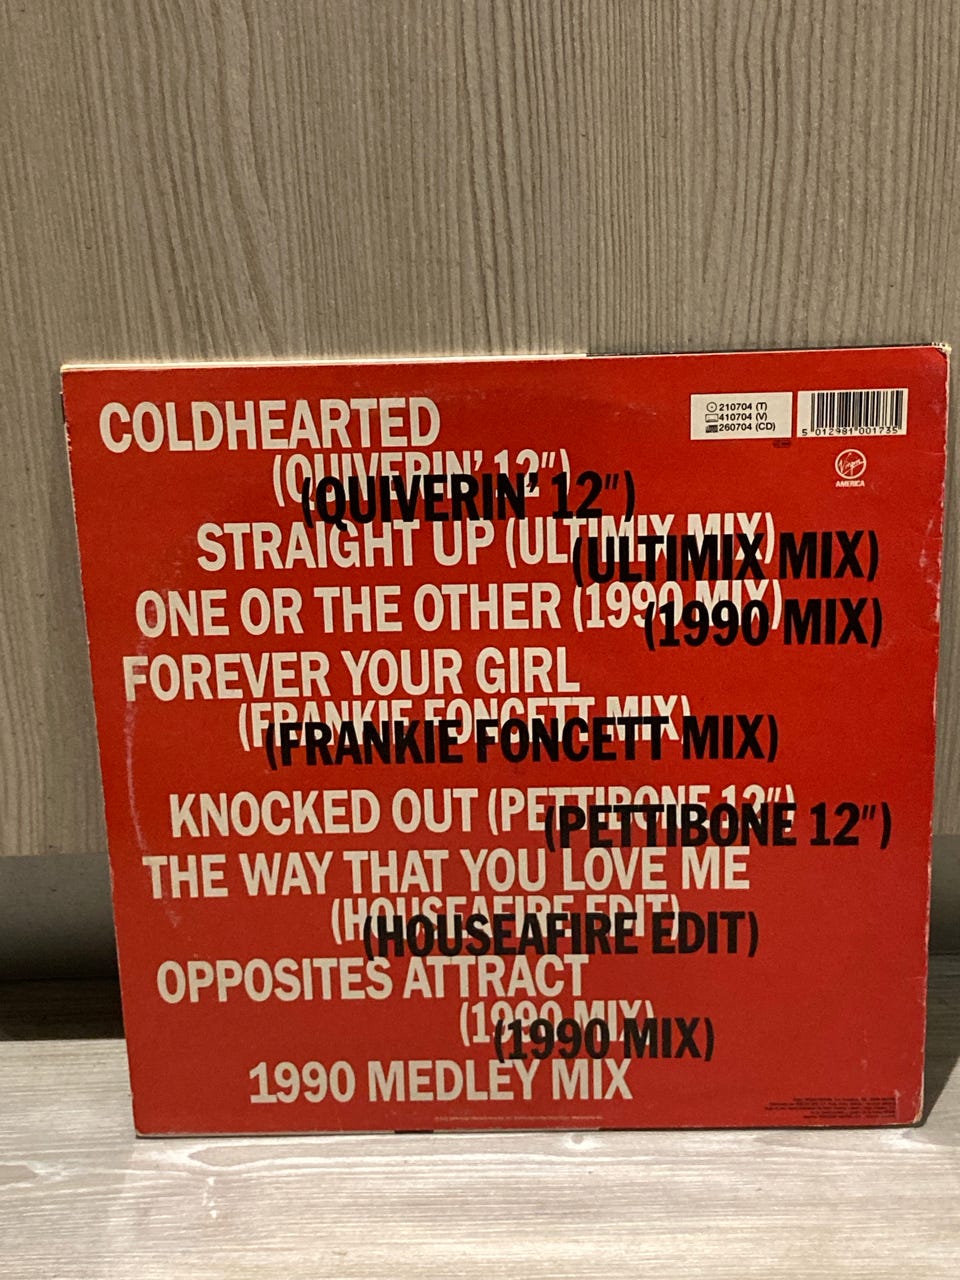 COLDHEARTED
(QUIVERIN' 12")
(QUIVERIN' 12")
STRAIGHT UP (ULTIMIX MIX)
(ULTIMIX MIX)
ONE OR THE OTHER (1990 MIX)
(1990 MIX)
FOREVER YOUR GIRL
(FRANKIE FONCETT MIX)
(FRANKIE FONCETT MIX)
KNOCKED OUT (PETTIBONE 12")
(PETTIBONE 12")
THE WAY THAT YOU LOVE ME
(HOUSEAFIRE EDIT)
(HOUSEAFIRE EDIT)
OPPOSITES ATTRACT
(1990 MIX)
(1990 MIX)
1990 MEDLEY MIX
210704 (T)
410704 (V)
260704 (CD)
5 012981 001735
Virgin
AMERICA